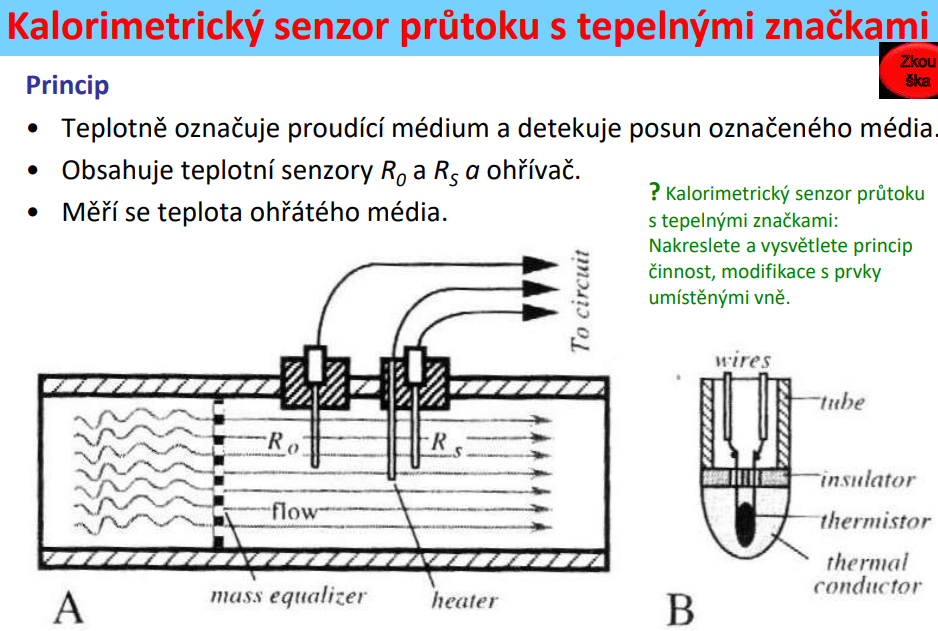 Kalorimetrický senzor průtoku s tepelnými značkami
Zkou
ška
Princip
• Teplotně označuje proudící médium a detekuje posun označeného média.
• Obsahuje teplotní senzory R0 a RS a ohřívač.
• Měří se teplota ohřátého média.
? Kalorimetrický senzor průtoku
s tepelnými značkami:
Nakreslete a vysvětlete princip
činnost, modifikace s prvky
umístěnými vně.
To circuit
Ro
Rs
flow
mass equalizer
heater
A
wires
tube
insulator
thermistor
thermal
conductor
B